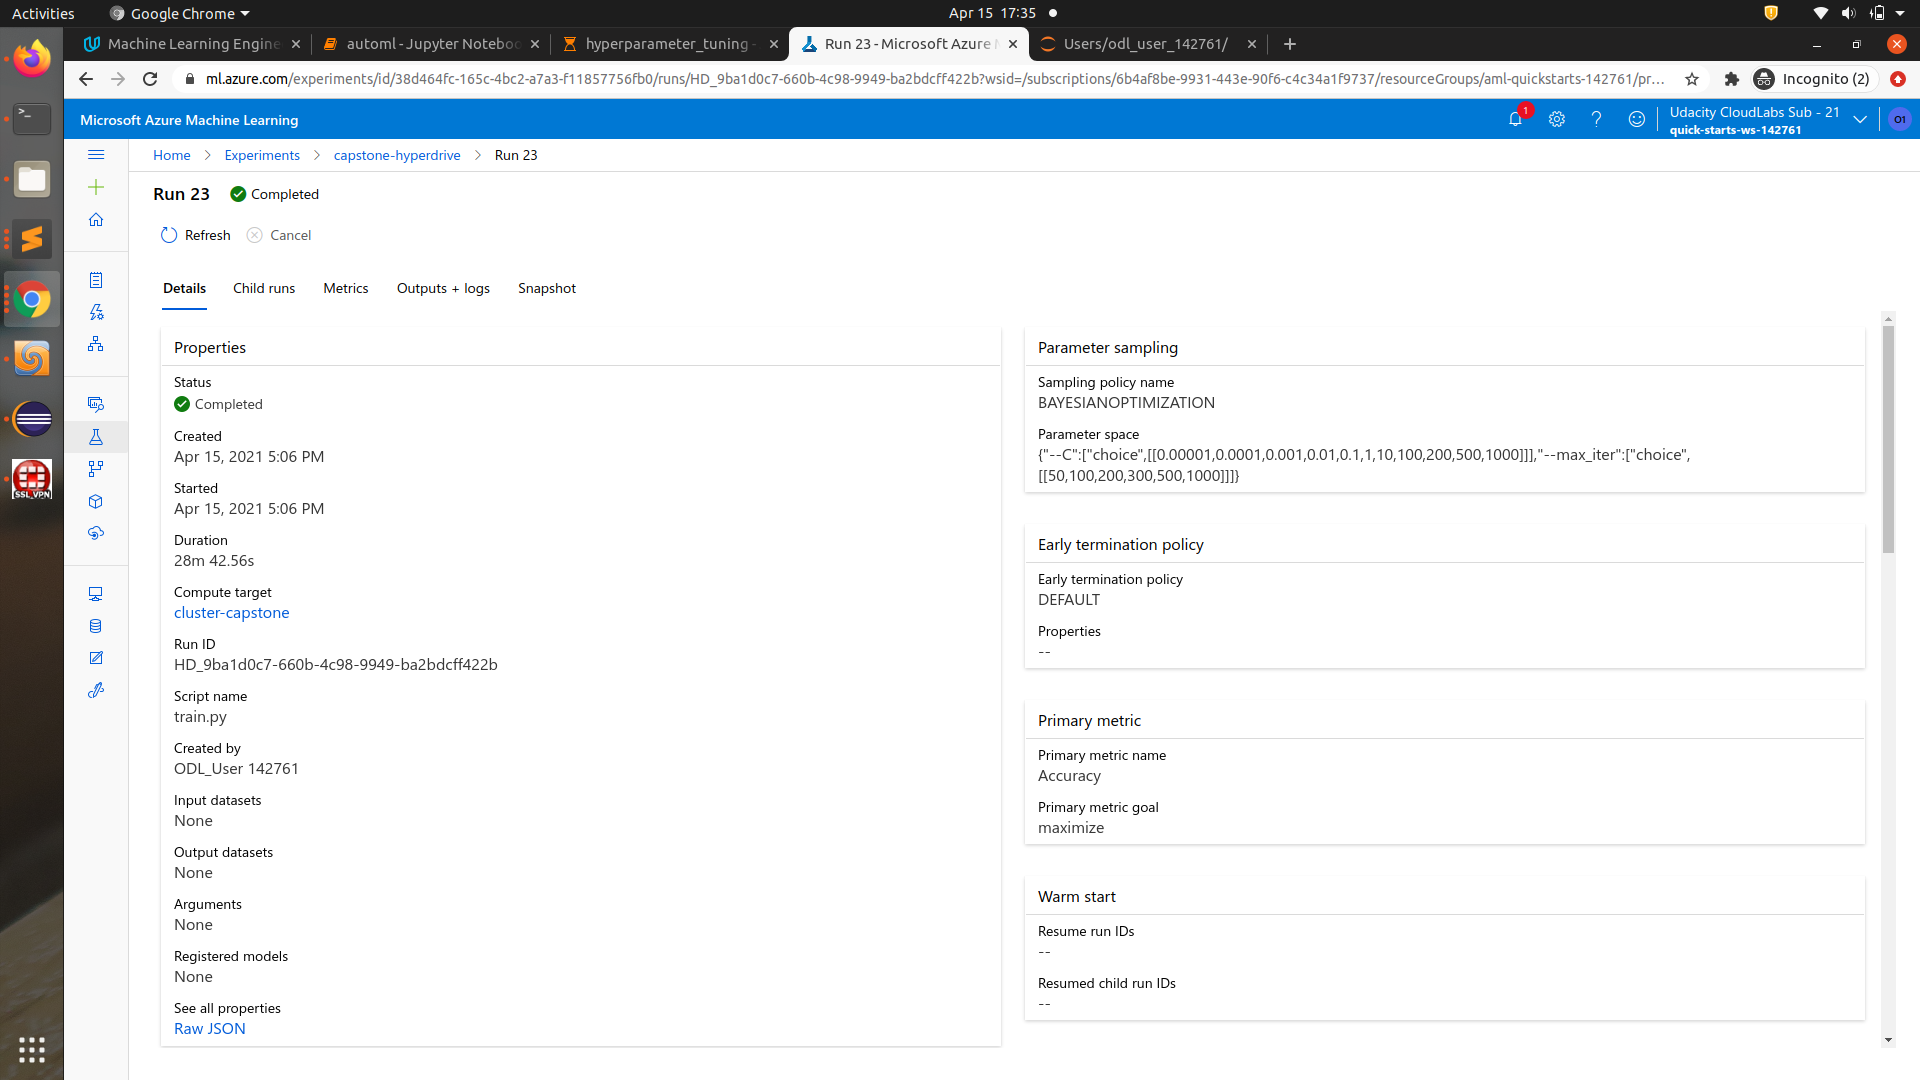 Activities
Google Chrome
Apr 15 17:35
Machine Learning Engine
automl - Jupyter Noteboo
hyperparameter_tuning -
Run 23 - Microsoft Azure M
Users/odl_user_142761/
ml.azure.com/experiments/id/38d464fc-165c-4bc2-a7a3-f11857756fb0/runs/HD_9ba1d0c7-660b-4c98-9949-ba2bdcff422b?wsid=/subscriptions/6b4af8be-9931-443e-90f6-c4c34a1f9737/resourceGroups/aml-quickstarts-142761/pr...
Incognito (2)
Microsoft Azure Machine Learning
1
Udacity CloudLabs Sub - 21
quick-starts-ws-142761
O1
Home
Experiments
capstone-hyperdrive
Run 23
Run 23
Completed
Refresh
Cancel
Details
Child runs
Metrics
Outputs + logs
Snapshot
Properties
Status
Completed
Created
Apr 15, 2021 5:06 PM
Started
Apr 15, 2021 5:06 PM
Duration
28m 42.56s
Compute target
cluster-capstone
Run ID
HD_9ba1d0c7-660b-4c98-9949-ba2bdcff422b
Script name
train.py
Created by
ODL_User 142761
Input datasets
None
Output datasets
None
Arguments
None
Registered models
None
See all properties
Raw JSON
Parameter sampling
Sampling policy name
BAYESIANOPTIMIZATION
Parameter space
{"--C":["choice",[[0.00001,0.0001,0.001,0.01,0.1,1,10,100,200,500,1000]]],"--max_iter":["choice",
[[50,100,200,300,500,1000]]]}
Early termination policy
Early termination policy
DEFAULT
Properties
--
Primary metric
Primary metric name
Accuracy
Primary metric goal
maximize
Warm start
Resume run IDs
--
Resumed child run IDs
--
SSL VPN